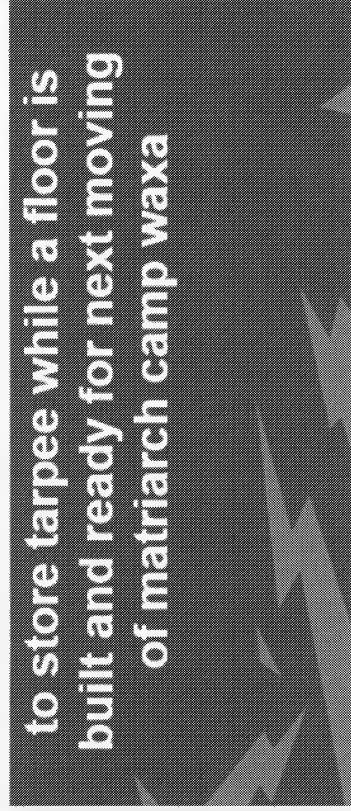 to store tarpee while a floor is
built and ready for next moving
of matriarch camp waxa